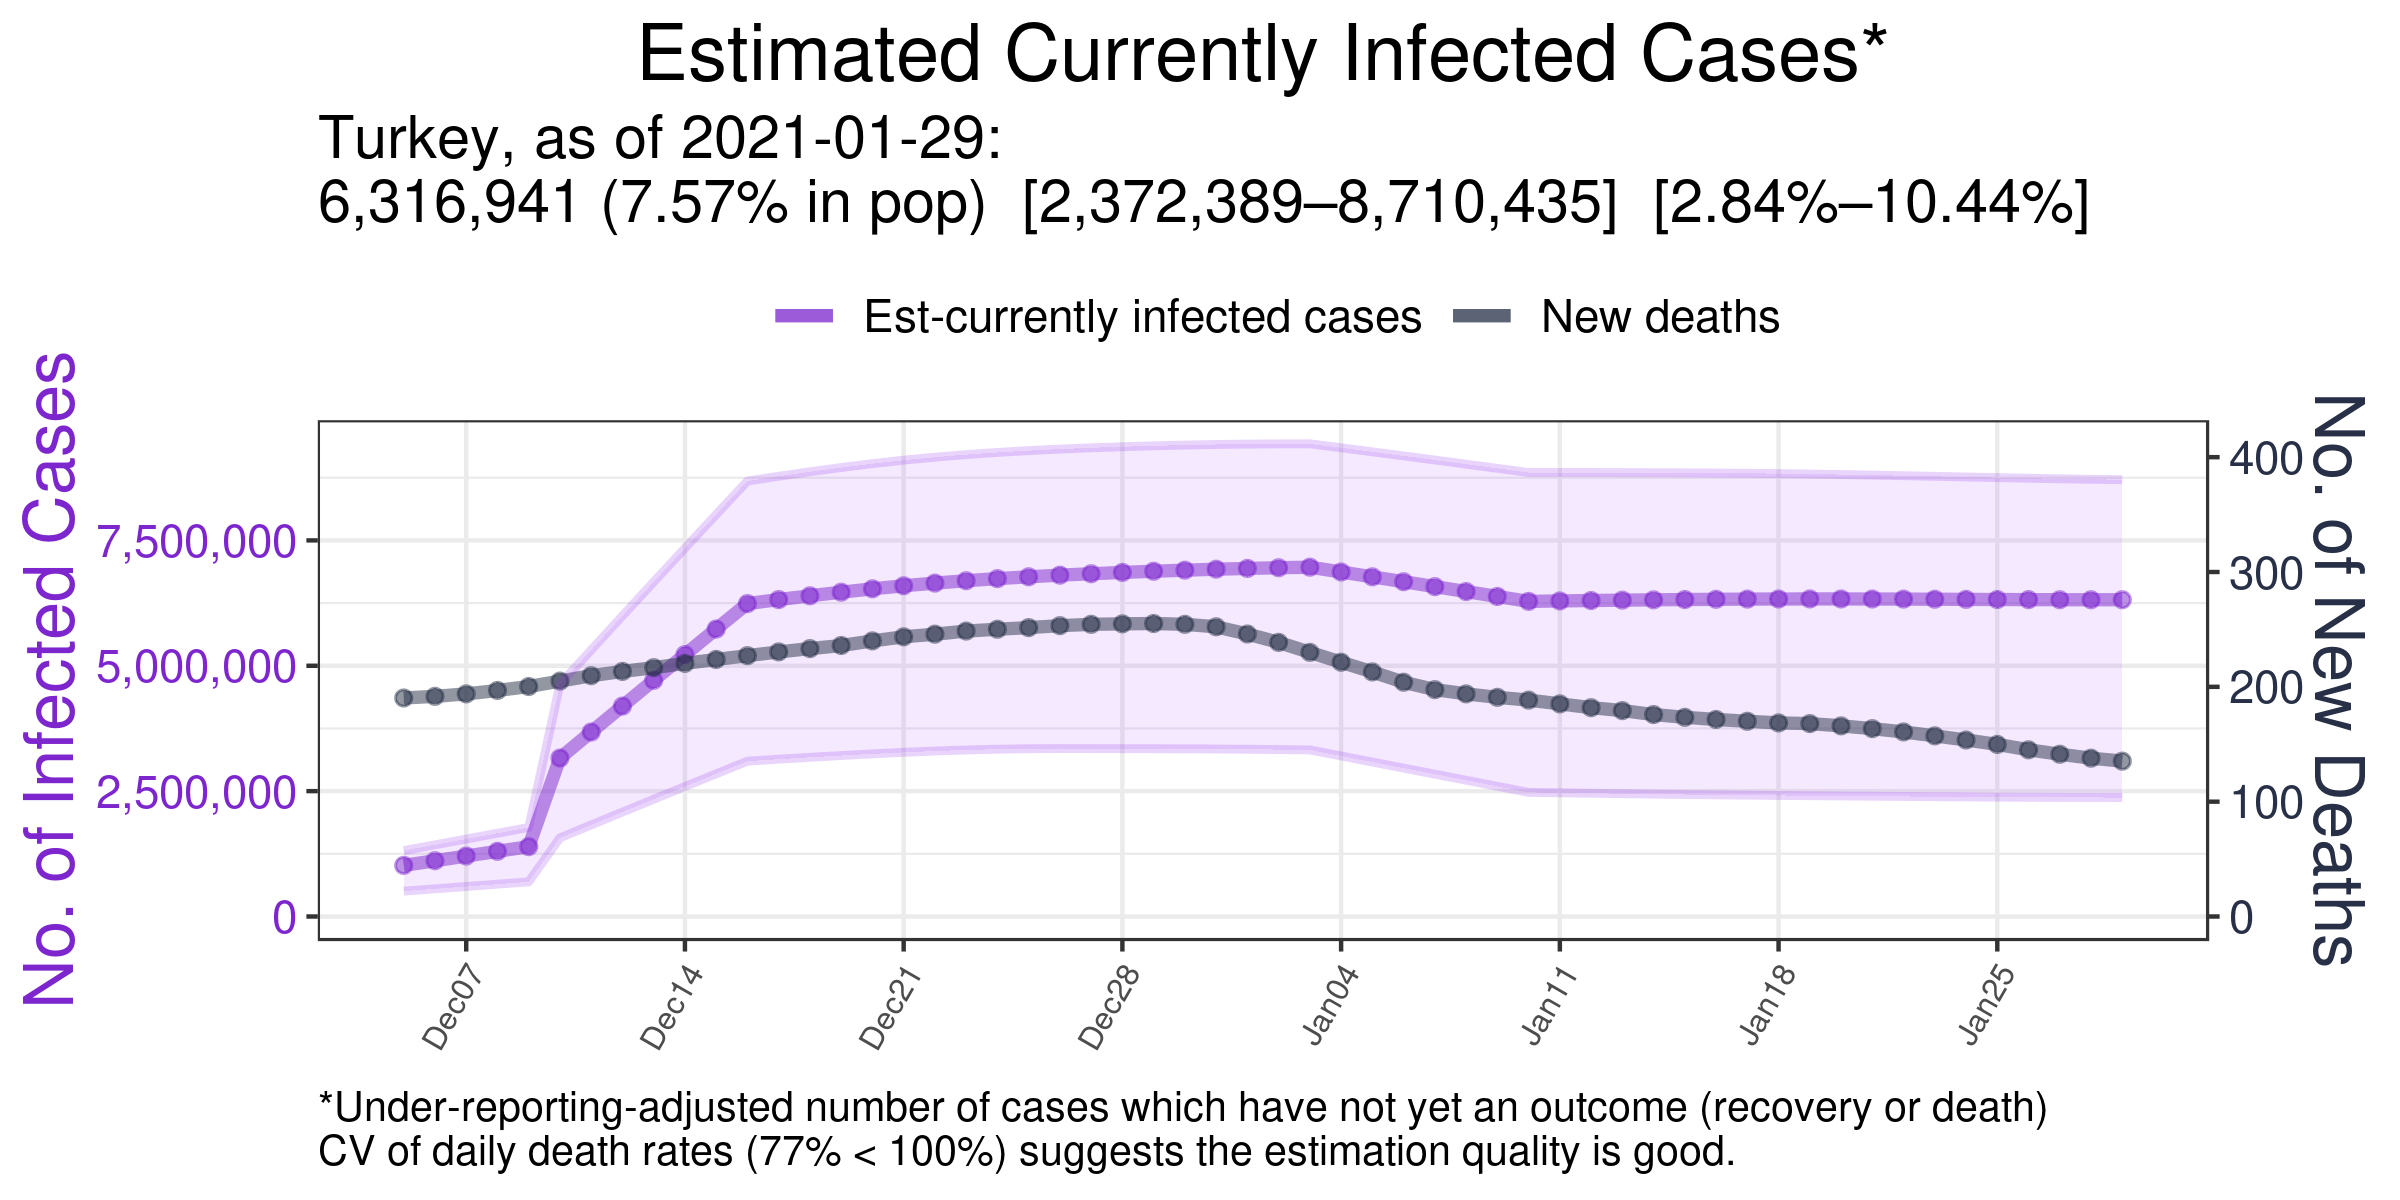 Estimated Currently Infected Cases*
Turkey, as of 2021-01-29:
6,316,941 (7.57% in pop)  [2,372,389–8,710,435]  [2.84%–10.44%]
Est-currently infected cases
New deaths
No. of Infected Cases
7,500,000
5,000,000
2,500,000
0
400
300
200
100
0
No. of New Deaths
Dec07
Dec14
Dec21
Dec28
Jan04
Jan11
Jan18
Jan25
*Under-reporting-adjusted number of cases which have not yet an outcome (recovery or death)
CV of daily death rates (77% < 100%) suggests the estimation quality is good.